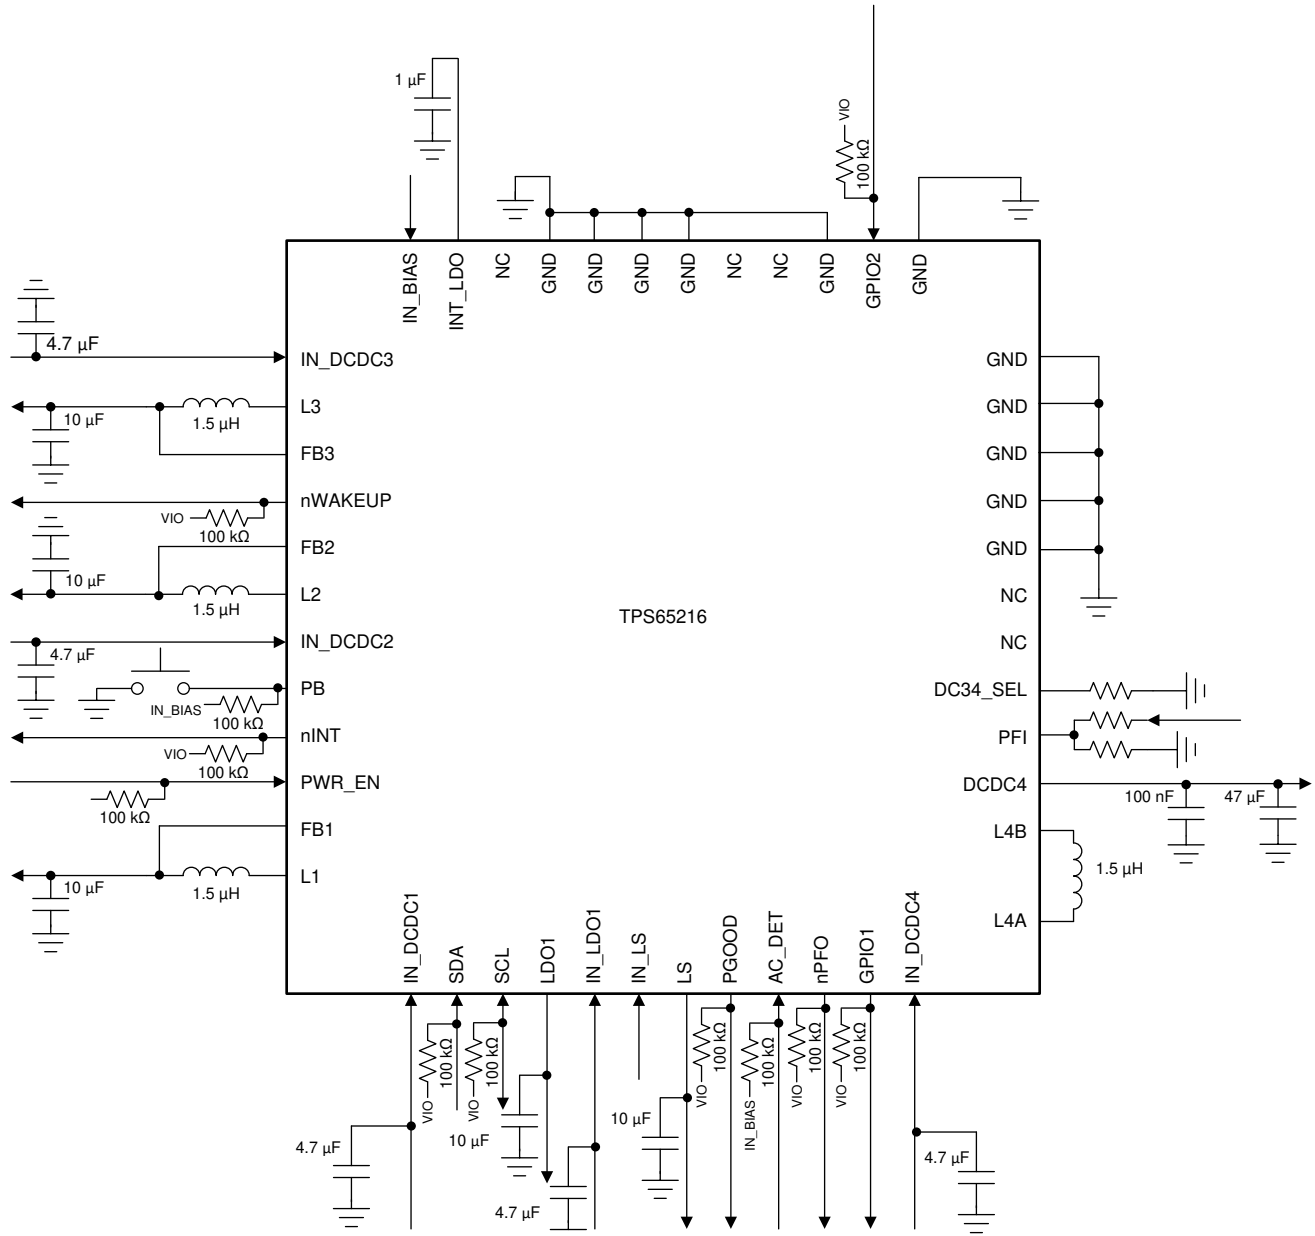 1 µF
VIO
100 kΩ
IN_BIAS
INT_LDO
NC
GND
GND
GND
GND
NC
NC
GND
GPIO2
GND
4.7 µF
IN_DCDC3
10 µF
1.5 µH
L3
FB3
nWAKEUP
VIO
100 kΩ
FB2
10 µF
1.5 µH
L2
4.7 µF
IN_DCDC2
PB
IN_BIAS
100 kΩ
nINT
VIO
100 kΩ
PWR_EN
100 kΩ
FB1
10 µF
1.5 µH
L1
TPS65216
GND
GND
GND
GND
GND
NC
NC
DC34_SEL
PFI
DCDC4
100 nF
47 µF
L4B
1.5 µH
L4A
IN_DCDC1
SDA
SCL
LDO1
IN_LDO1
IN_LS
LS
PGOOD
AC_DET
nPFO
GPIO1
IN_DCDC4
100 kΩ
100 kΩ
100 kΩ
100 kΩ
100 kΩ
100 kΩ
VIO
VIO
VIO
IN_BIAS
VIO
VIO
4.7 µF
10 µF
4.7 µF
10 µF
4.7 µF